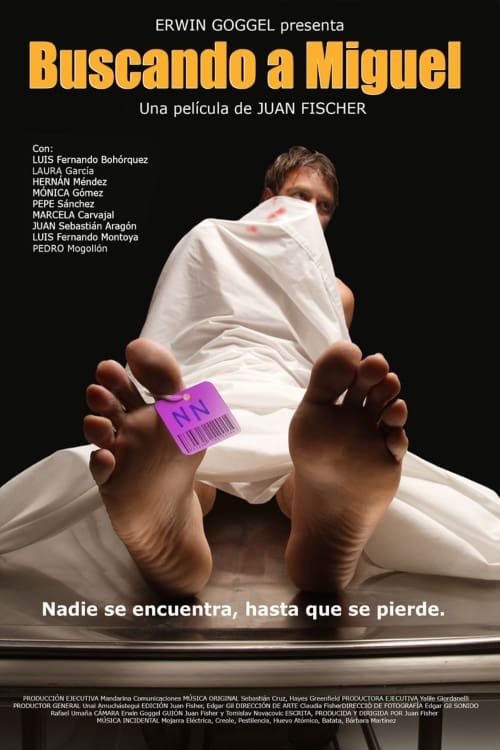 ERWIN GOGGEL presenta
Buscando a Miguel
Una película de JUAN FISCHER
Con:
LUIS Fernando Bohórquez
LAURA García
HERNÁN Méndez
MÓNICA Gómez
PEPE Sánchez
MARCELA Carvajal
JUAN Sebastián Aragón
LUIS Fernando Montoya
PEDRO Mogollón
NN
Nadie se encuentra, hasta que se pierde.
PRODUCCIÓN EJECUTIVA Mandarina Comunicaciones MÚSICA ORIGINAL Sebastián Cruz, Hayes Greenfield PRODUCTORA EJECUTIVA Ysille Giordanelli
PRODUCTOR GENERAL Unai Amuchástegui EDICIÓN Juan Fisher, Edgar Gil DIRECCIÓN DE ARTE Claudia FisherDIRECCIÓ DE FOTOGRAFÍA Edgar Gil SONIDO
Rafael Umaña CÁMARA Erwin Goggel GUIÓN Juan Fisher y Tomislav Novacovic ESCRITA, PRODUCIDA Y DIRIGIDA POR Juan Fisher
MÚSICA INCIDENTAL Mojarra Eléctrica, Creole, Pestilencia, Huevo Atómico, Batata, Bárbara Martínez